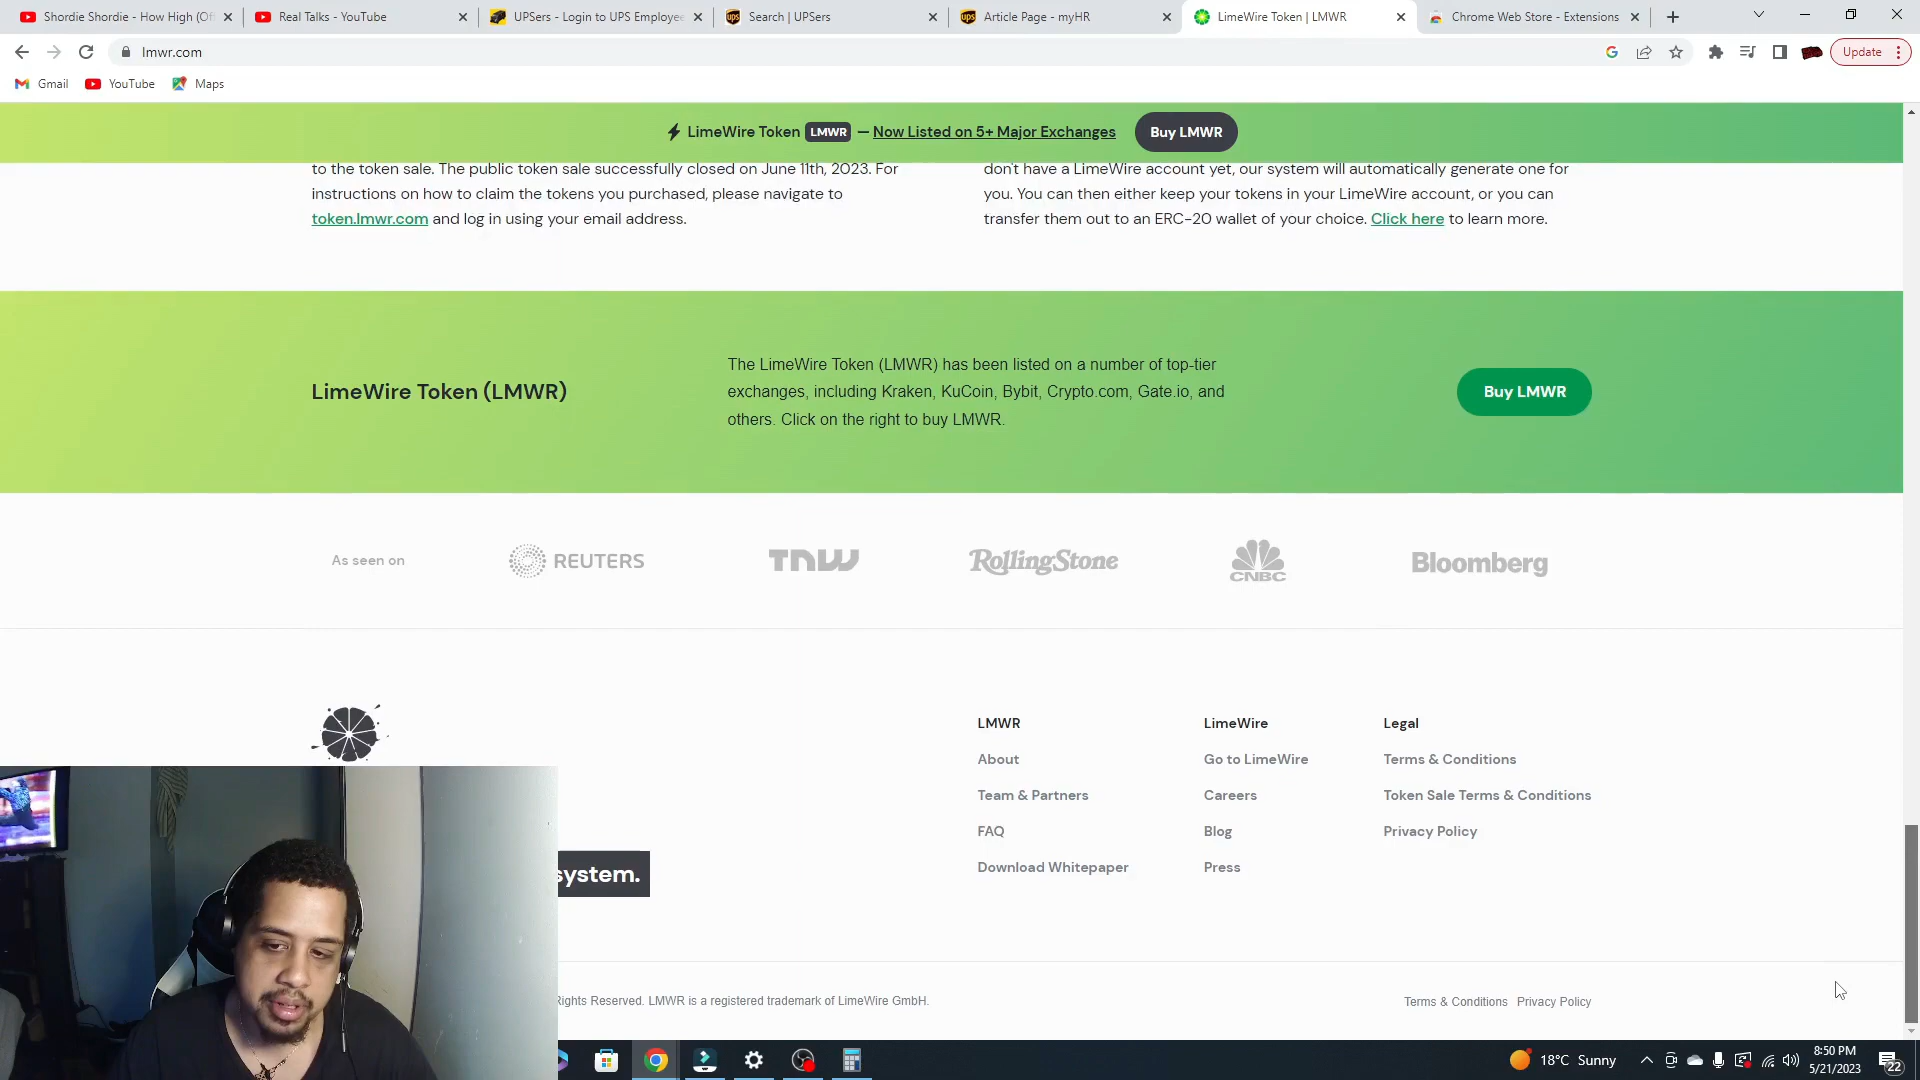 Shordie Shordie - How High (Of
Real Talks - YouTube
UPSers - Login to UPS Employee
Search | UPSers
Article Page - myHR
LimeWire Token | LMWR
Chrome Web Store - Extensions
lmwr.com
Update
Gmail
YouTube
Maps
LimeWire Token LMWR — Now Listed on 5+ Major Exchanges
Buy LMWR
to the token sale. The public token sale successfully closed on June 11th, 2023. For
instructions on how to claim the tokens you purchased, please navigate to
token.lmwr.com and log in using your email address.
don't have a LimeWire account yet, our system will automatically generate one for
you. You can then either keep your tokens in your LimeWire account, or you can
transfer them out to an ERC-20 wallet of your choice. Click here to learn more.
LimeWire Token (LMWR)
The LimeWire Token (LMWR) has been listed on a number of top-tier
exchanges, including Kraken, KuCoin, Bybit, Crypto.com, Gate.io, and
others. Click on the right to buy LMWR.
Buy LMWR
As seen on
REUTERS
TNW
RollingStone
CNBC
Bloomberg
LMWR
About
Team & Partners
FAQ
Download Whitepaper
LimeWire
Go to LimeWire
Careers
Blog
Press
Legal
Terms & Conditions
Token Sale Terms & Conditions
Privacy Policy
system.
Rights Reserved. LMWR is a registered trademark of LimeWire GmbH.
Terms & Conditions
Privacy Policy
18°C Sunny
8:50 PM
5/21/2023
22